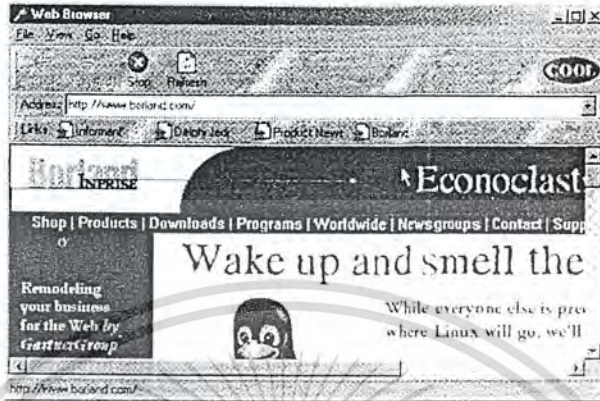 Web Browser
File View Go Help
Stop Refresh
COOL
Address http://www.borland.com/
Links Informant Delphi Jedi Product News Borland
Borland
INPRISE
Econoclast
Shop | Products | Downloads | Programs | Worldwide | Newsgroups | Contact | Supp
Wake up and smell the
Remodeling
your business
for the Web by
GartnerGroup
While everyone else is pre
where Linux will go, we'll
http://www.borland.com/